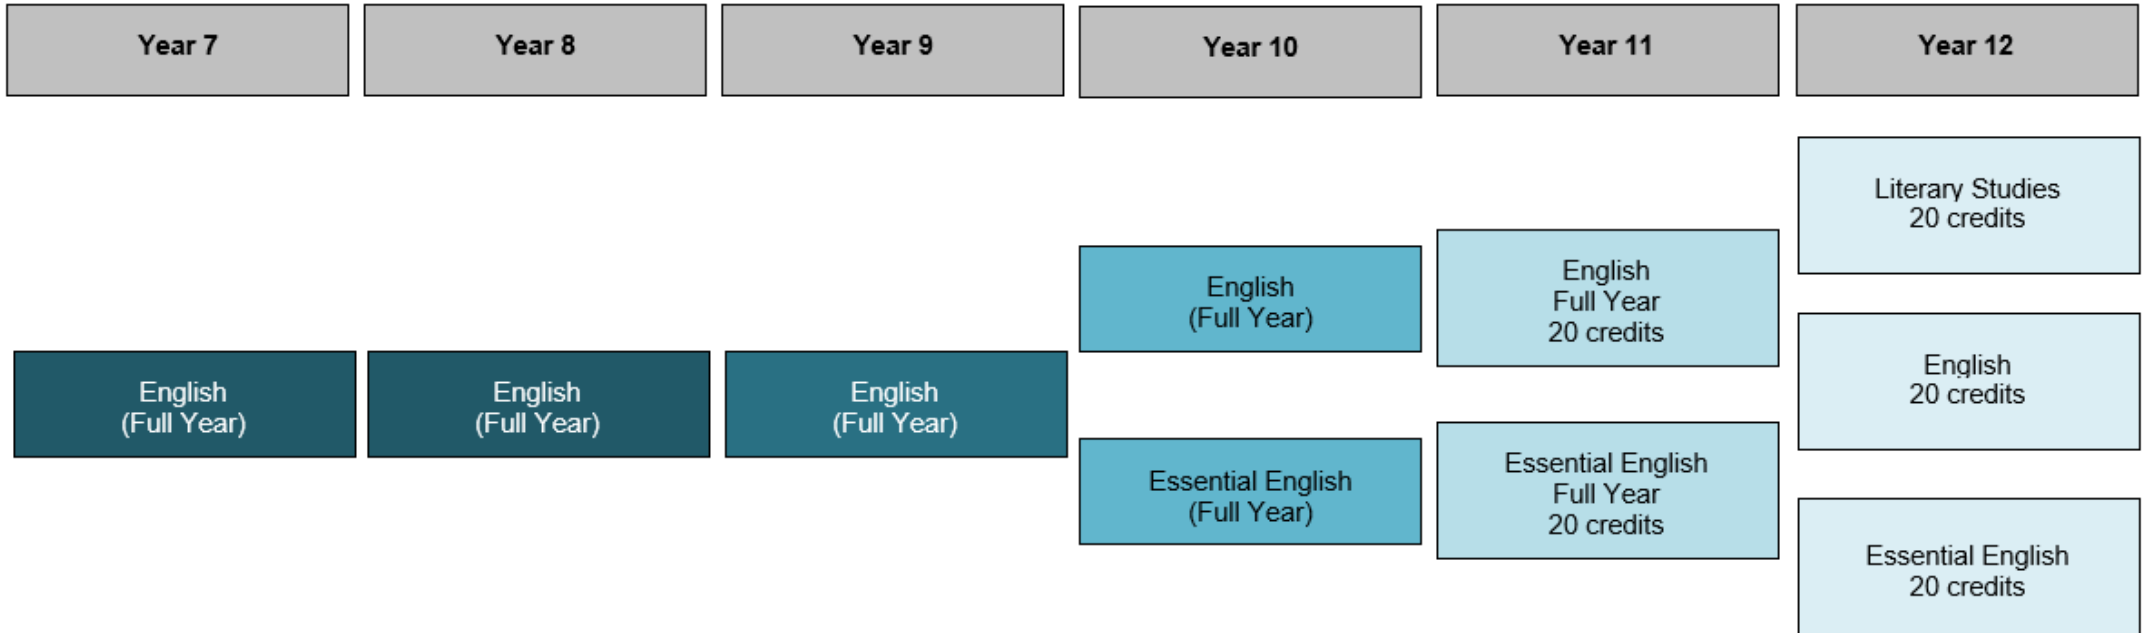 Year 7
Year 8
Year 9
Year 10
Year 11
Year 12
English
(Full Year)
English
(Full Year)
English
(Full Year)
English
(Full Year)
Essential English
(Full Year)
English
Full Year
20 credits
Essential English
Full Year
20 credits
Literary Studies
20 credits
English
20 credits
Essential English
20 credits